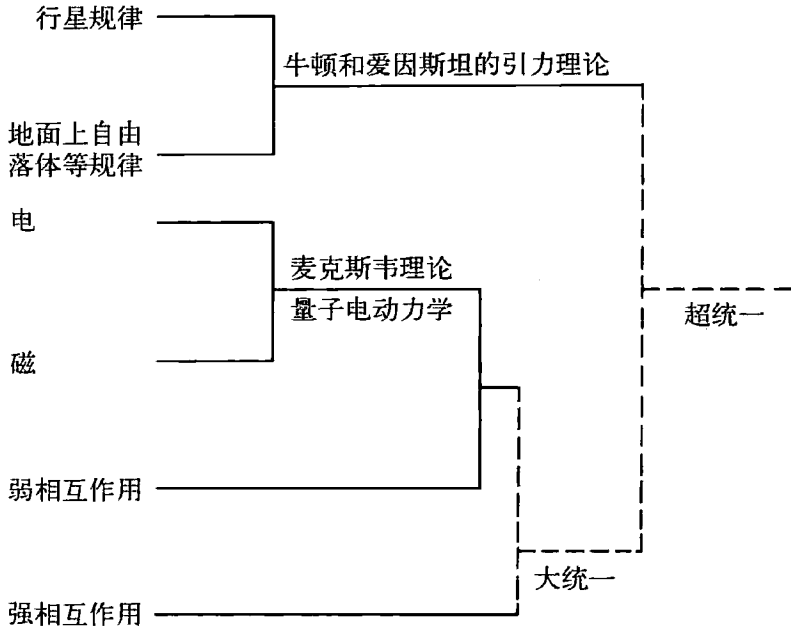 行星规律
牛顿和爱因斯坦的引力理论
地面上自由
落体等规律
电
麦克斯韦理论
量子电动力学
超统一
磁
弱相互作用
大统一
强相互作用